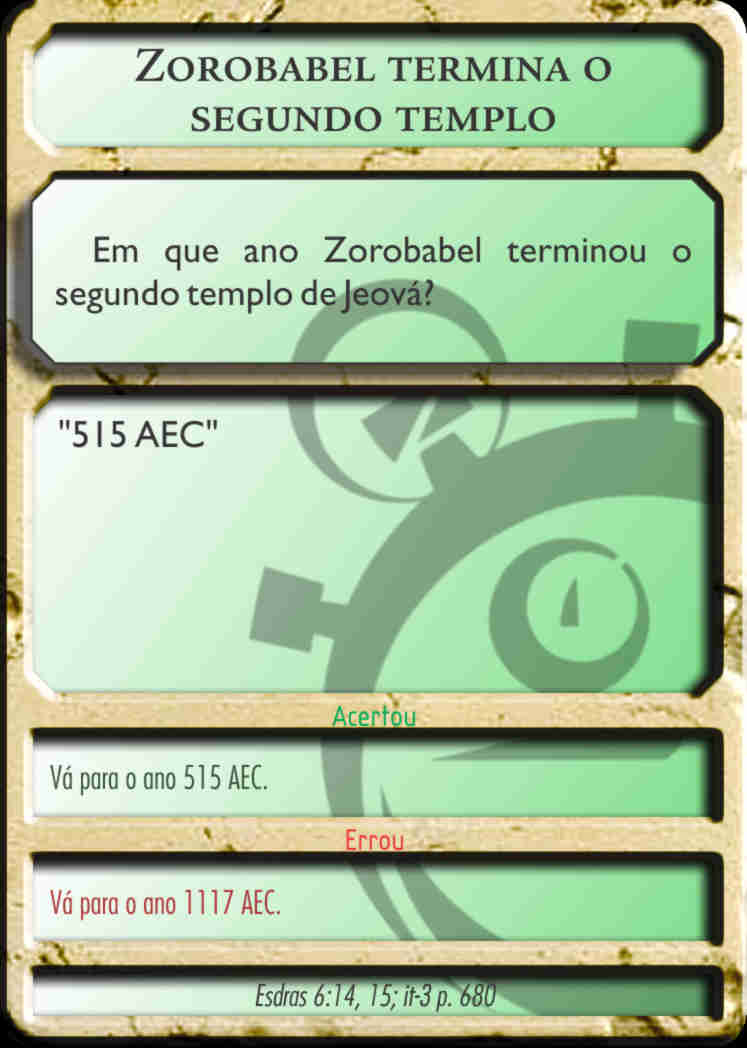 Zorobabel termina o
segundo templo
Em que ano Zorobabel terminou o
segundo templo de Jeová?
"515 AEC"
Acertou
Vá para o ano 515 AEC.
Errou
Vá para o ano 1117 AEC.
Esdras 6:14, 15; it-3 p. 680